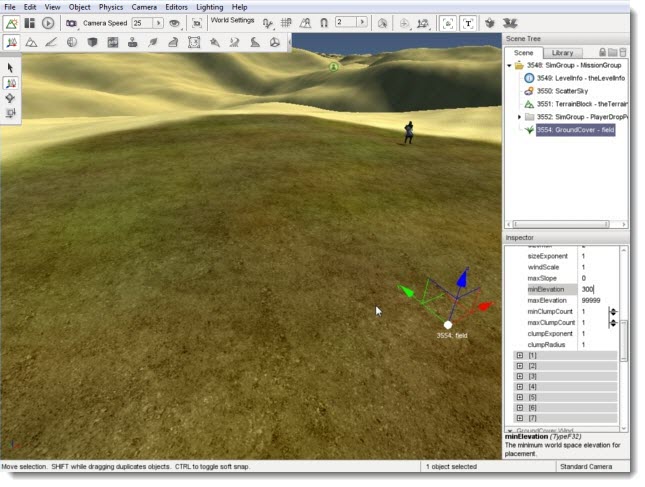 File Edit View Object Physics Camera Editors Lighting Help
Camera Speed 25 World Settings 2
Scene Tree
Scene Library
3548: SimGroup - MissionGroup
3549: LevelInfo - theLevelInfo
3550: ScatterSky
3551: TerrainBlock - theTerrain
3552: SimGroup - PlayerDropP
3554: GroundCover - field
Inspector
sizeExponent 1
windScale 1
maxSlope 0
minElevation 300
maxElevation 99999
minClumpCount 1
maxClumpCount 1
clumpExponent 1
clumpRadius 1
[1]
[2]
[3]
[4]
[5]
[6]
[7]
GroundCover Wind
minElevation (TypeF32)
The minimum world space elevation for
placement.
3554: field
Move selection. SHIFT while dragging duplicates objects. CTRL to toggle soft snap.
1 object selected
Standard Camera